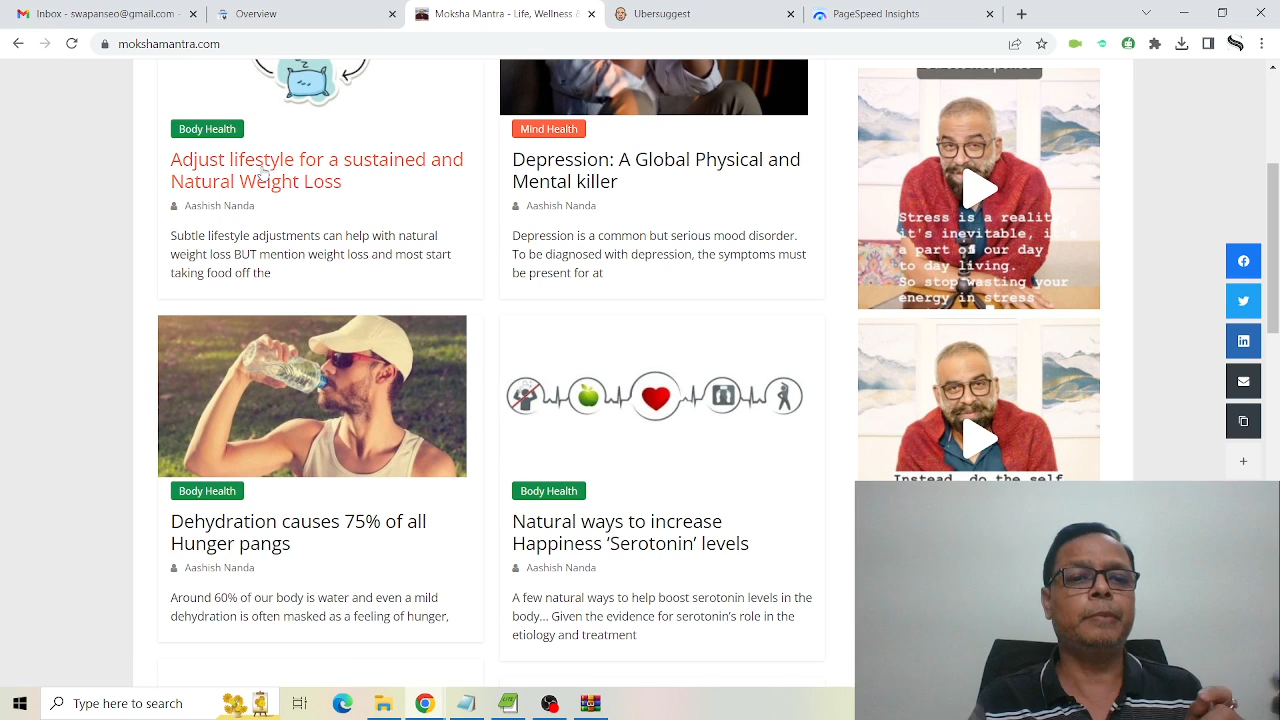 Inbox - swapansen@gmail.com
Overview
Moksha Mantra - Life, Wellness &
Ubersuggest
PageSpeed Insights
mokshamantra.com
Body Health
Adjust lifestyle for a sustained and
Natural Weight Loss
Aashish Nanda
Mind Health
Depression: A Global Physical and
Mental killer
Aashish Nanda
Depression is a common but serious mood disorder.
To be diagnosed with depression, the symptoms must
be present for at
Subtle lifestyle changes help with natural
weight loss. Weight loss and most start
taking food off the
Body Health
Dehydration causes 75% of all
Hunger pangs
Aashish Nanda
Around 60% of our body is water and even a mild
dehydration is often masked as a feeling of hunger,
Body Health
Natural ways to increase
Happiness ‘Serotonin’ levels
Aashish Nanda
A few natural ways to help boost serotonin levels in the
body... Given the evidence for serotonin's role in the
etiology and treatment
Stress is a reality,
it's inevitable, it's
a part of our day
to day living.
So stop wasting your
energy in stress
Instead, do the self
Type here to search